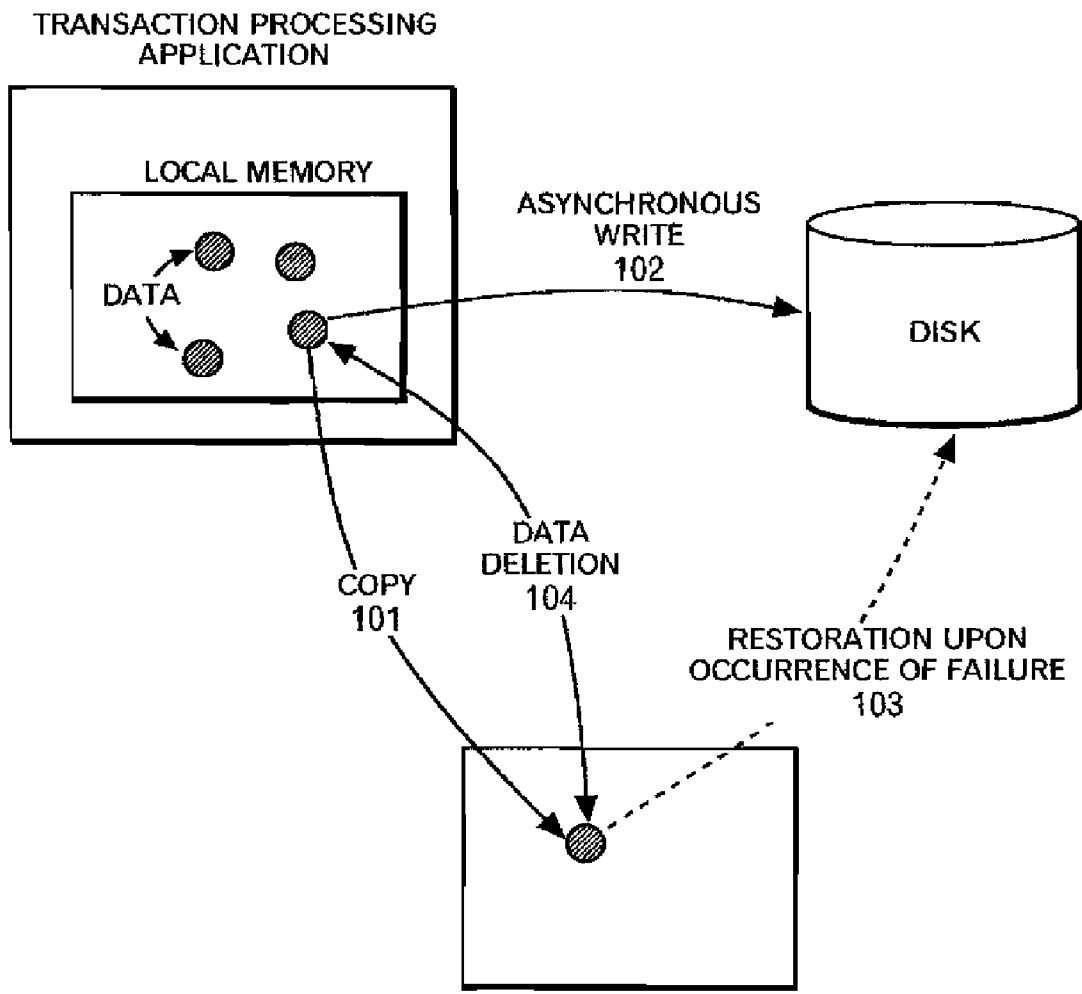 TRANSACTION PROCESSING
APPLICATION
LOCAL MEMORY
DATA
ASYNCHRONOUS
WRITE
102
DISK
DATA
DELETION
104
COPY
101
RESTORATION UPON
OCCURRENCE OF FAILURE
103